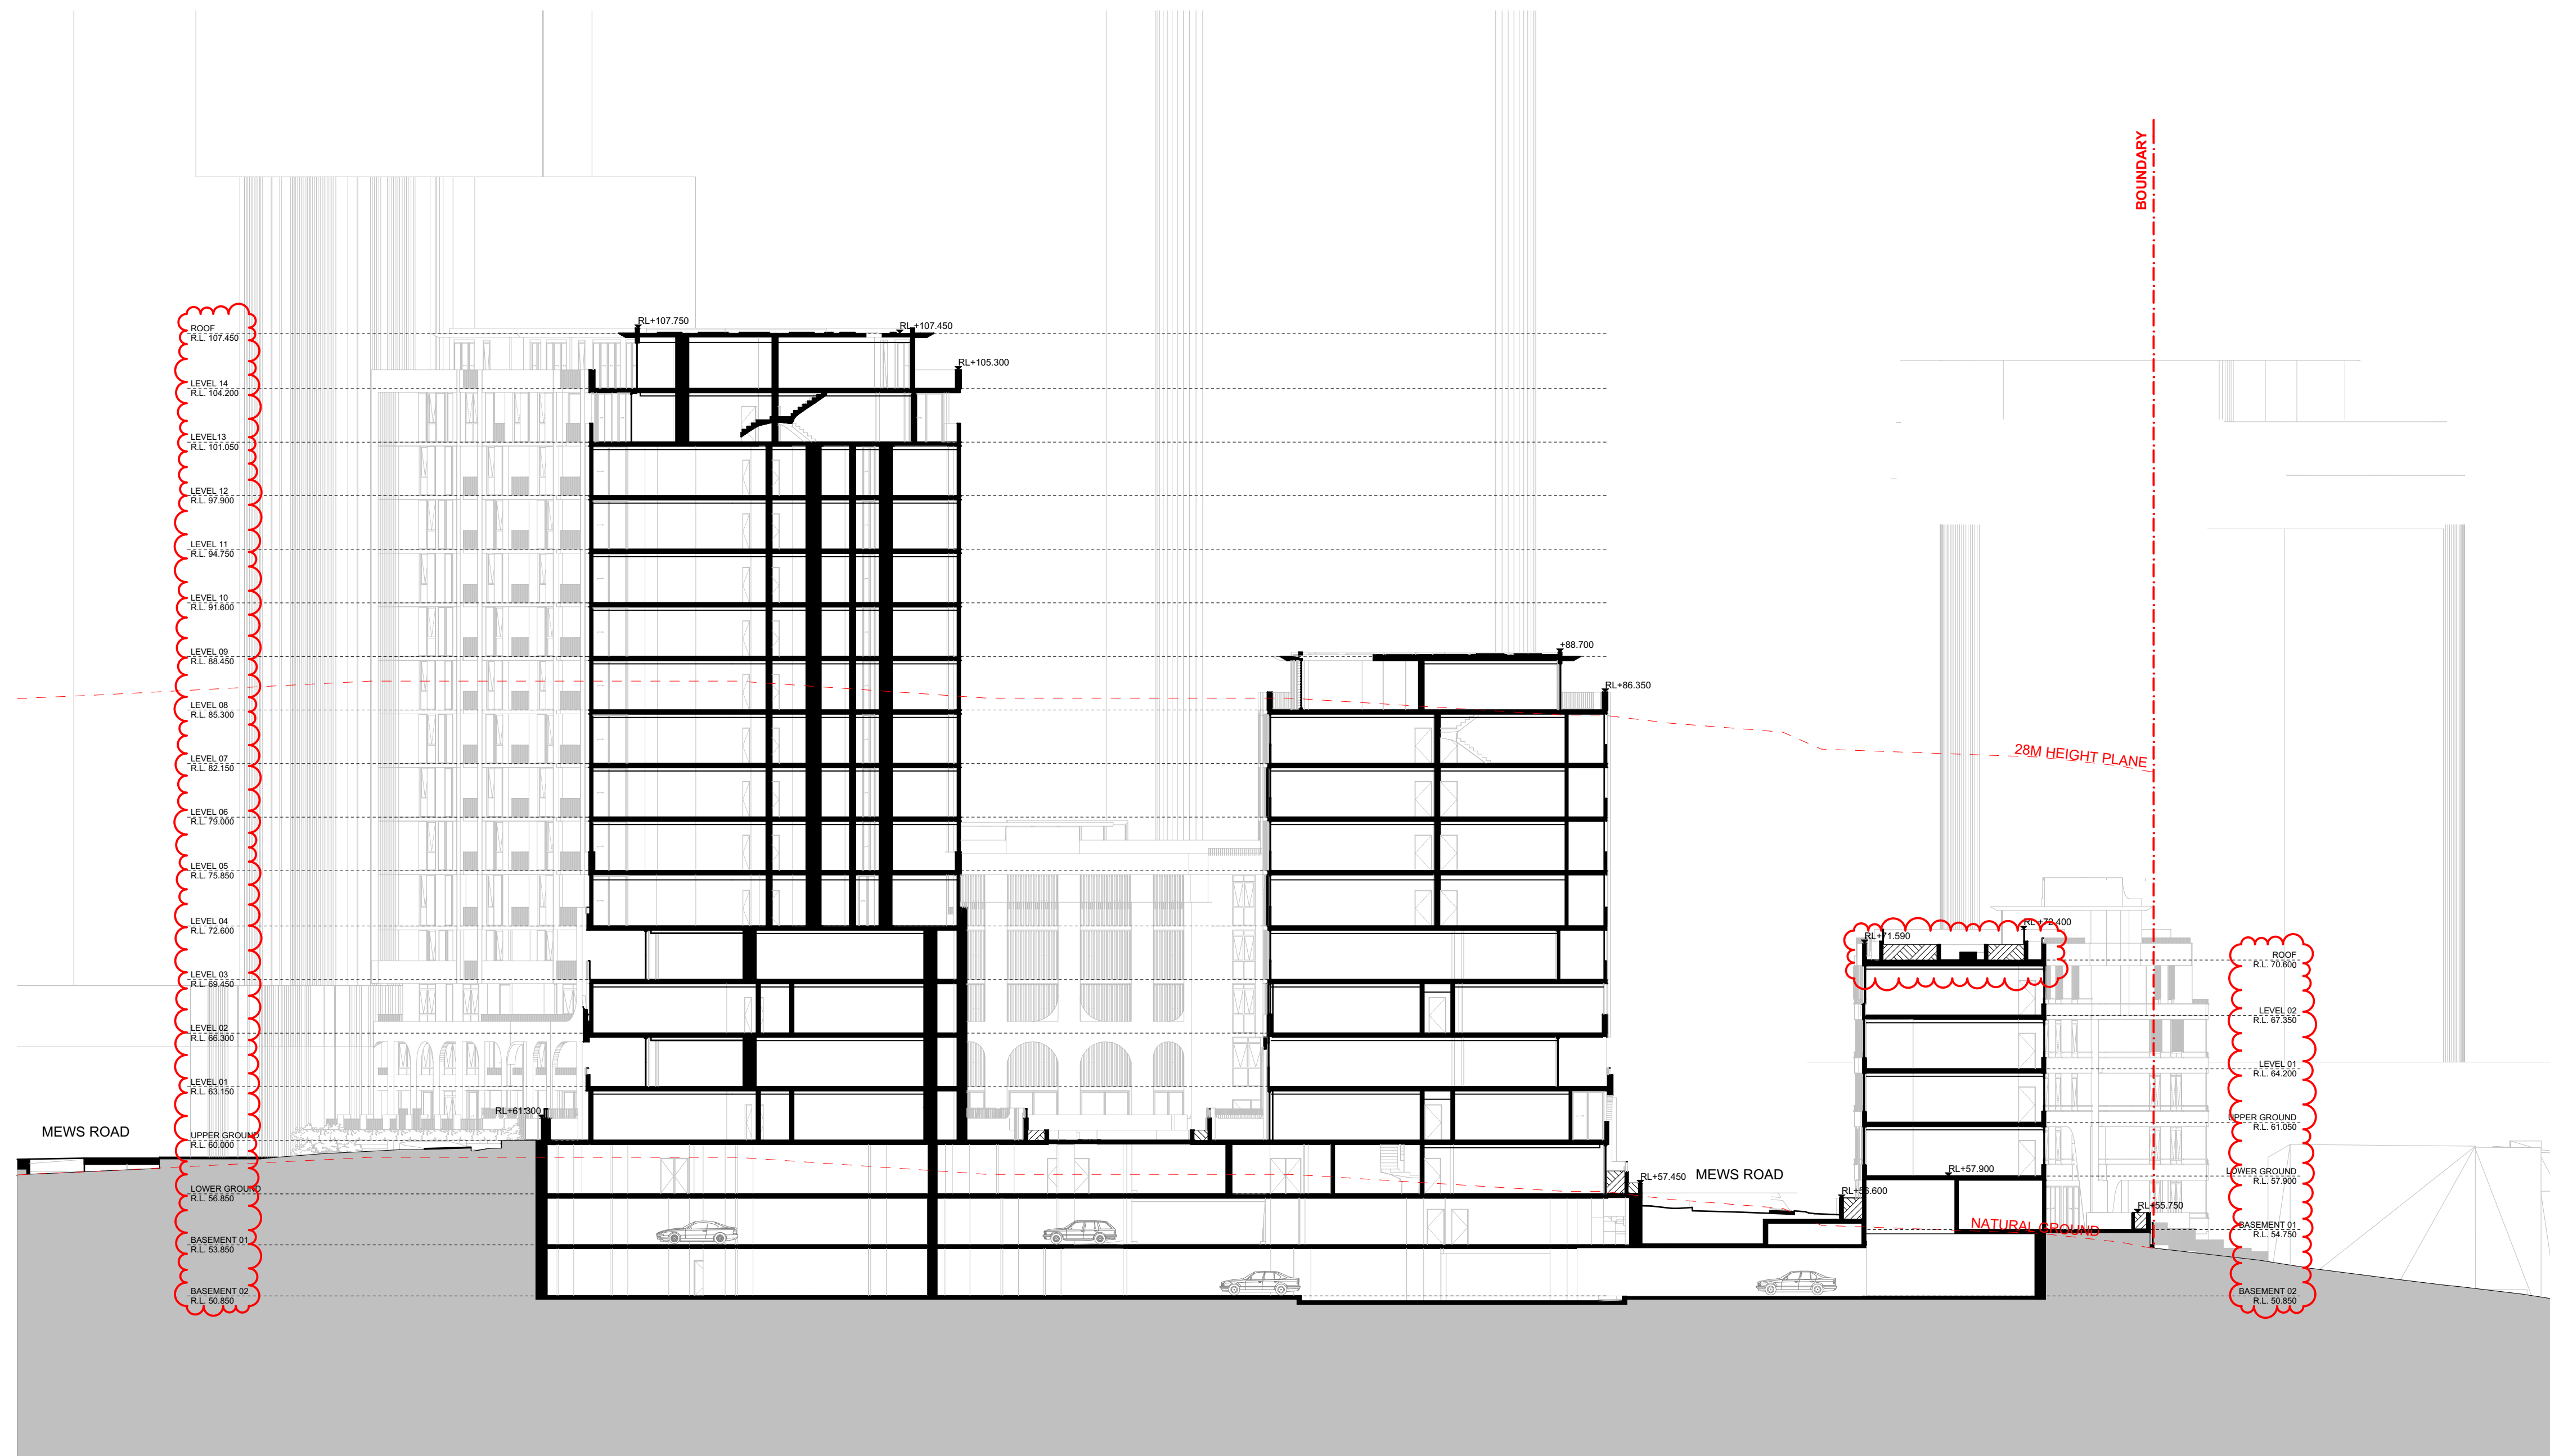 BOUNDARY
ROOF
R.L. 107.450
RL+107.750
RL+107.450
RL+105.300
LEVEL 14
R.L. 104.200
LEVEL13
R.L. 101.050
LEVEL 12
R.L. 97.900
LEVEL 11
R.L. 94.750
LEVEL 10
R.L. 91.600
LEVEL 09
R.L. 88.450
+88.700
RL+86.350
LEVEL 08
R.L. 85.300
LEVEL 07
R.L. 82.150
28M HEIGHT PLANE
LEVEL 06
R.L. 79.000
LEVEL 05
R.L. 75.850
LEVEL 04
R.L. 72.600
RL+71.590
RL+72.400
LEVEL 03
R.L. 69.450
ROOF
R.L. 70.600
LEVEL 02
R.L. 66.300
LEVEL 02
R.L. 67.350
LEVEL 01
R.L. 63.150
LEVEL 01
R.L. 64.200
RL+61.300
MEWS ROAD
UPPER GROUND
R.L. 60.000
UPPER GROUND
R.L. 61.050
LOWER GROUND
R.L. 56.850
RL+57.450
MEWS ROAD
RL+56.600
RL+57.900
LOWER GROUND
R.L. 57.900
RL+55.750
NATURAL GROUND
BASEMENT 01
R.L. 53.850
BASEMENT 01
R.L. 54.750
BASEMENT 02
R.L. 50.850
BASEMENT 02
R.L. 50.850